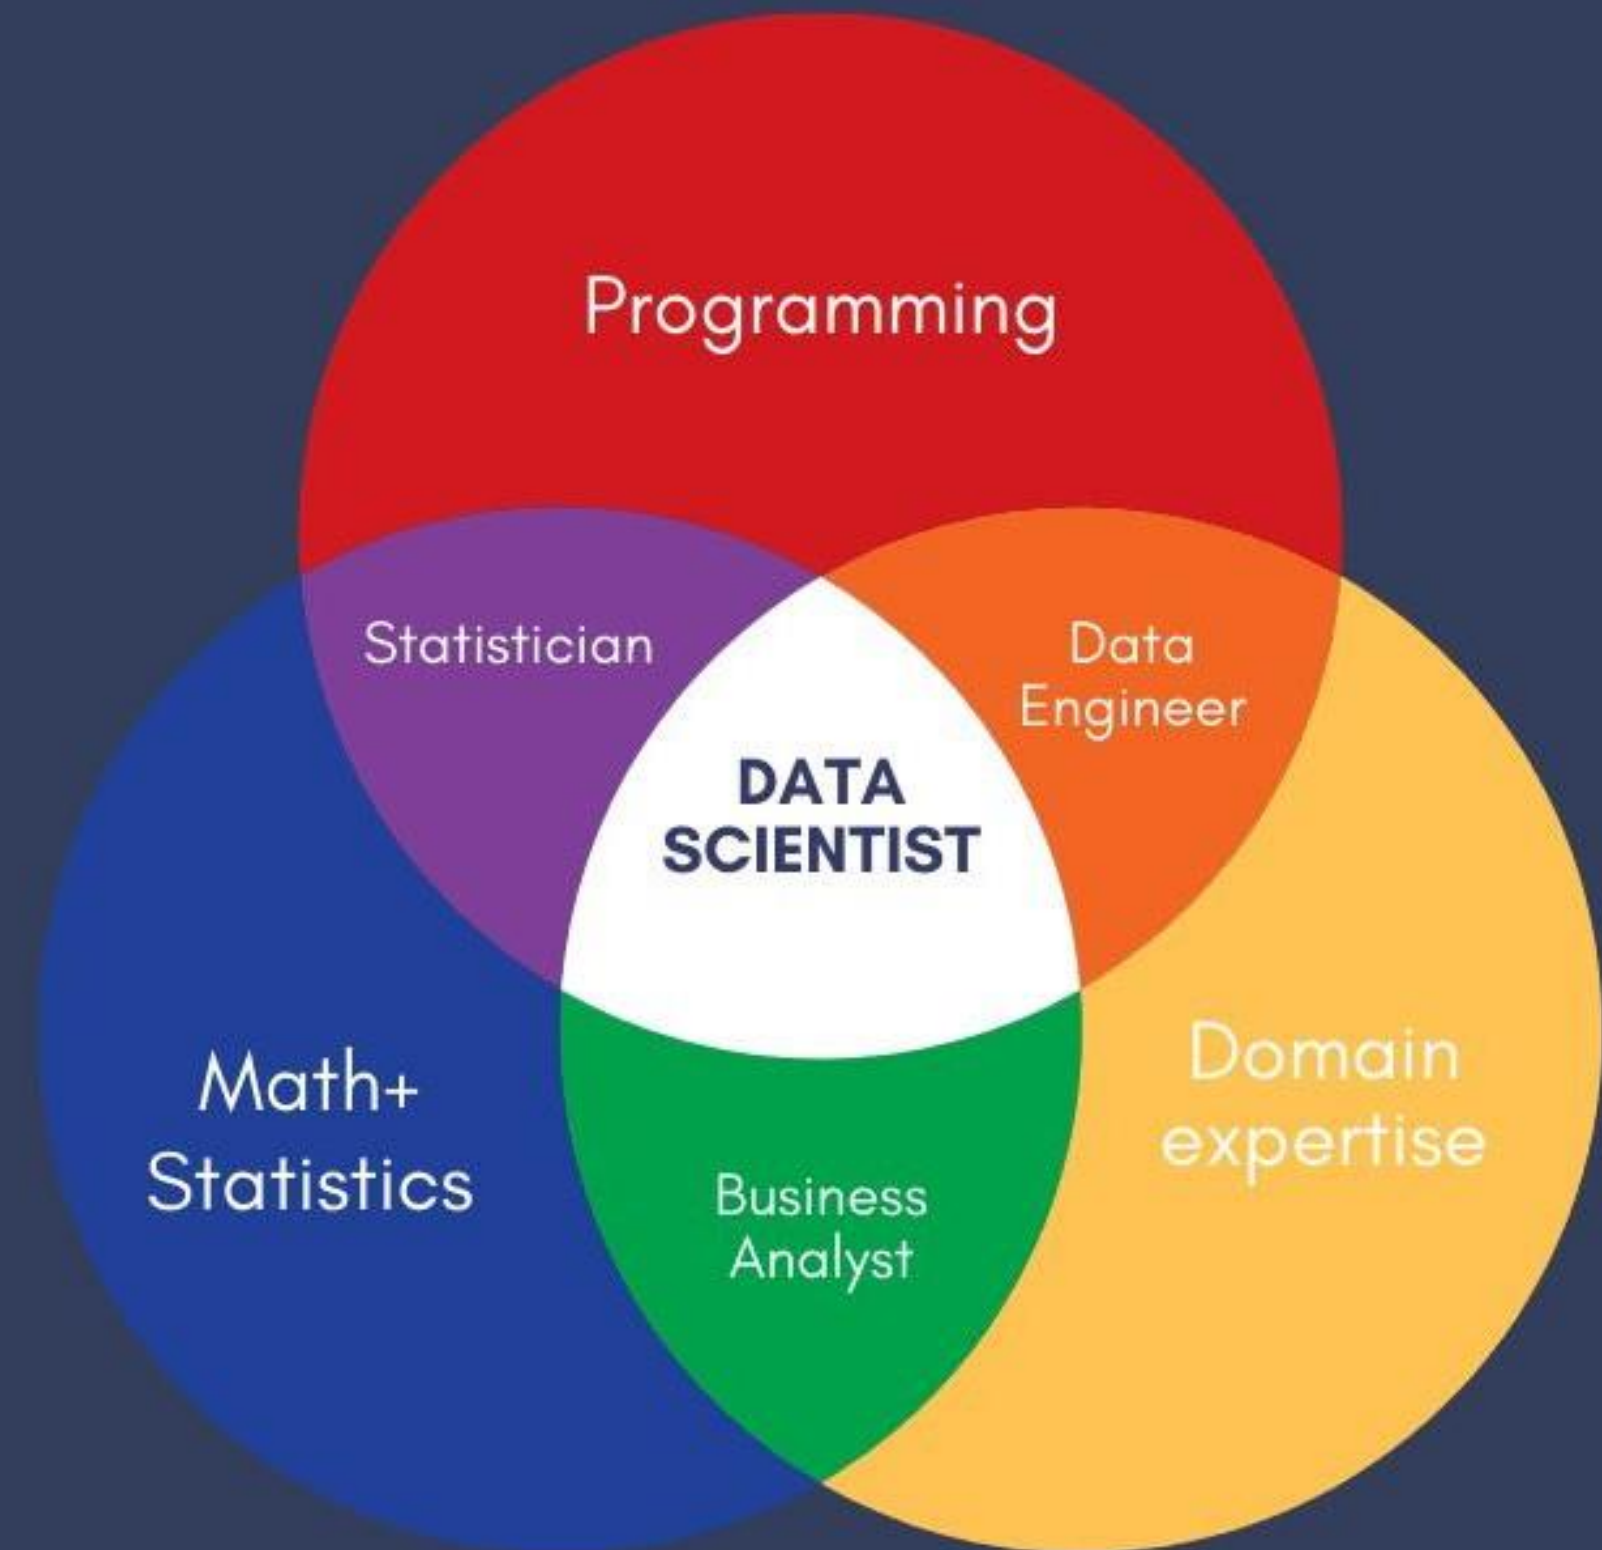 Programming
Statistician
Data
Engineer
DATA
SCIENTIST
Math+
Statistics
Domain
expertise
Business
Analyst